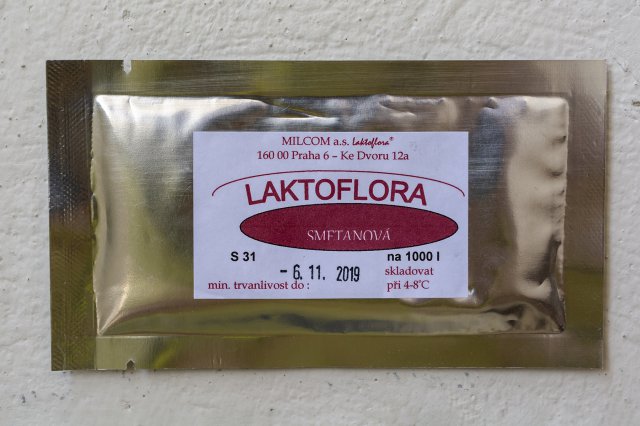 MILCOM a.s. Laktoflora®
160 00 Praha 6 – Ke Dvoru 12a
LAKTOFLORA
SMETANOVÁ
S 31 na 1000 l
– 6. 11. 2019 skladovat
min. trvanlivost do : při 4-8°C